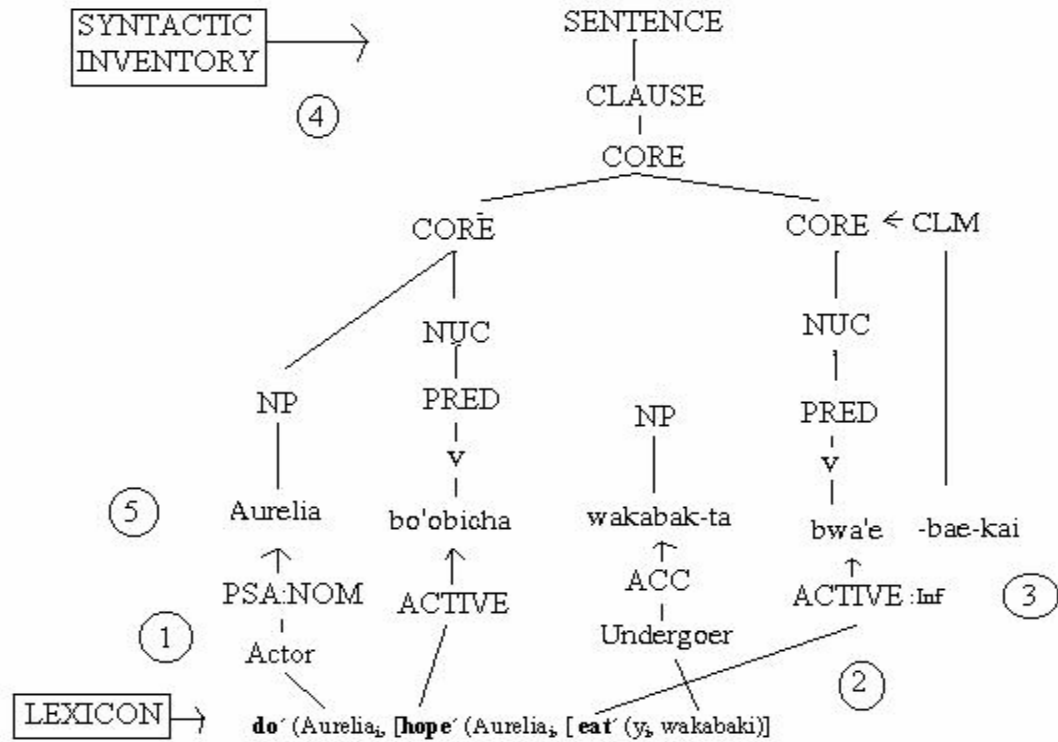 SYNTACTIC
INVENTORY
SENTENCE
4
CLAUSE
CORE
CORE
CORE
CLM
NUC
NUC
NP
PRED
NP
PRED
v
v
5
Aurelia
bo'obicha
wakabak-ta
bwa'e
-bae-kai
PSA:NOM
ACTIVE
ACC
ACTIVE :Inf
3
1
Actor
Undergoer
2
LEXICON
do´ (Aureliaᵢ, [hope´ (Aureliaᵢ, [ eat´ (yᵢ, wakabaki)]